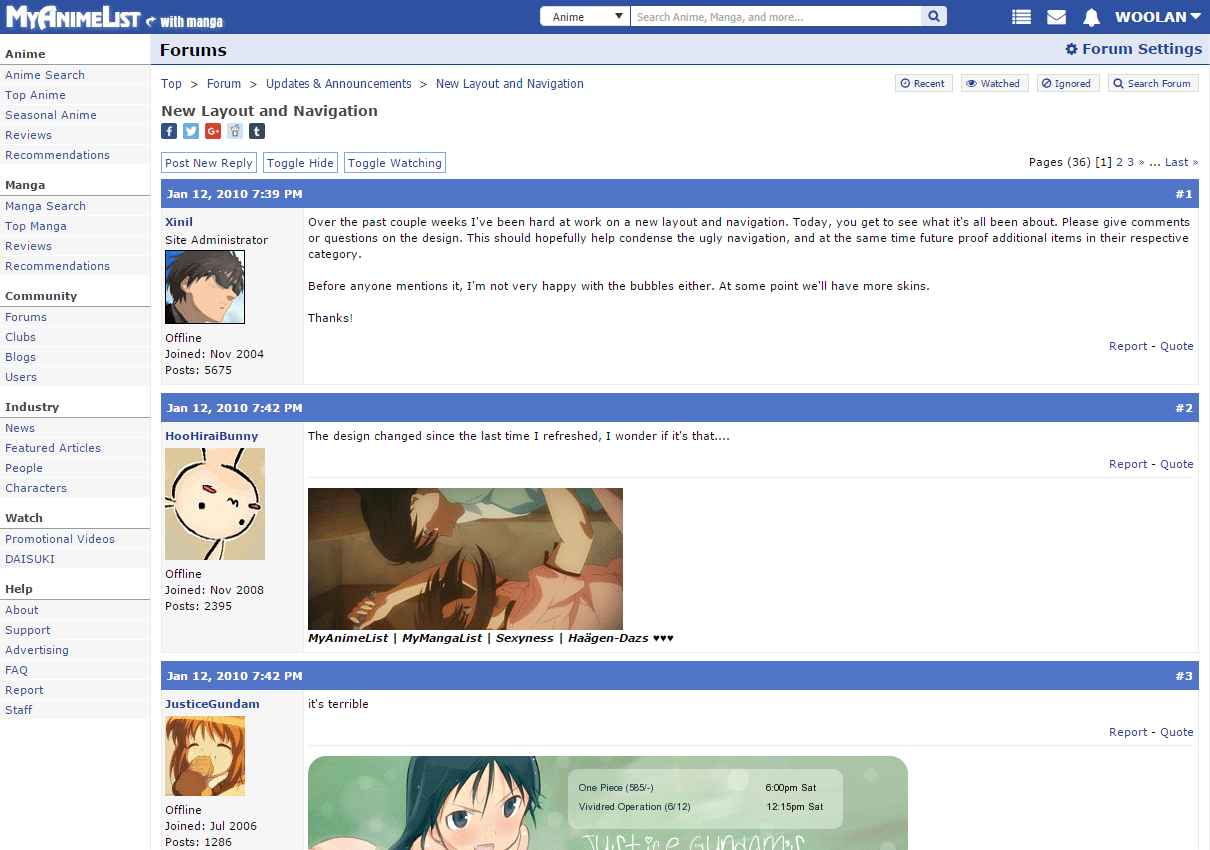 MyAnimeList with manga
Anime
Search Anime, Manga, and more...
WOOLAN
Anime
Anime Search
Top Anime
Seasonal Anime
Reviews
Recommendations
Manga
Manga Search
Top Manga
Reviews
Recommendations
Community
Forums
Clubs
Blogs
Users
Industry
News
Featured Articles
People
Characters
Watch
Promotional Videos
DAISUKI
Help
About
Support
Advertising
FAQ
Report
Staff
Forums
Forum Settings
Top > Forum > Updates & Announcements > New Layout and Navigation
Recent
Watched
Ignored
Search Forum
New Layout and Navigation
Post New Reply
Toggle Hide
Toggle Watching
Pages (36) [1] 2 3 » ... Last »
Jan 12, 2010 7:39 PM
#1
Xinil
Site Administrator
Offline
Joined: Nov 2004
Posts: 5675
Over the past couple weeks I've been hard at work on a new layout and navigation. Today, you get to see what it's all been about. Please give comments
or questions on the design. This should hopefully help condense the ugly navigation, and at the same time future proof additional items in their respective
category.
Before anyone mentions it, I'm not very happy with the bubbles either. At some point we'll have more skins.
Thanks!
Report - Quote
Jan 12, 2010 7:42 PM
#2
HooHiraiBunny
Offline
Joined: Nov 2008
Posts: 2395
The design changed since the last time I refreshed, I wonder if it's that....
Report - Quote
MyAnimeList | MyMangaList | Sexyness | Haägen-Dazs ♥♥♥
Jan 12, 2010 7:42 PM
#3
JusticeGundam
Offline
Joined: Jul 2006
Posts: 1286
it's terrible
Report - Quote
One Piece (585/-) 6:00pm Sat
Vividred Operation (6/12) 12:15pm Sat
Justice Gundam's